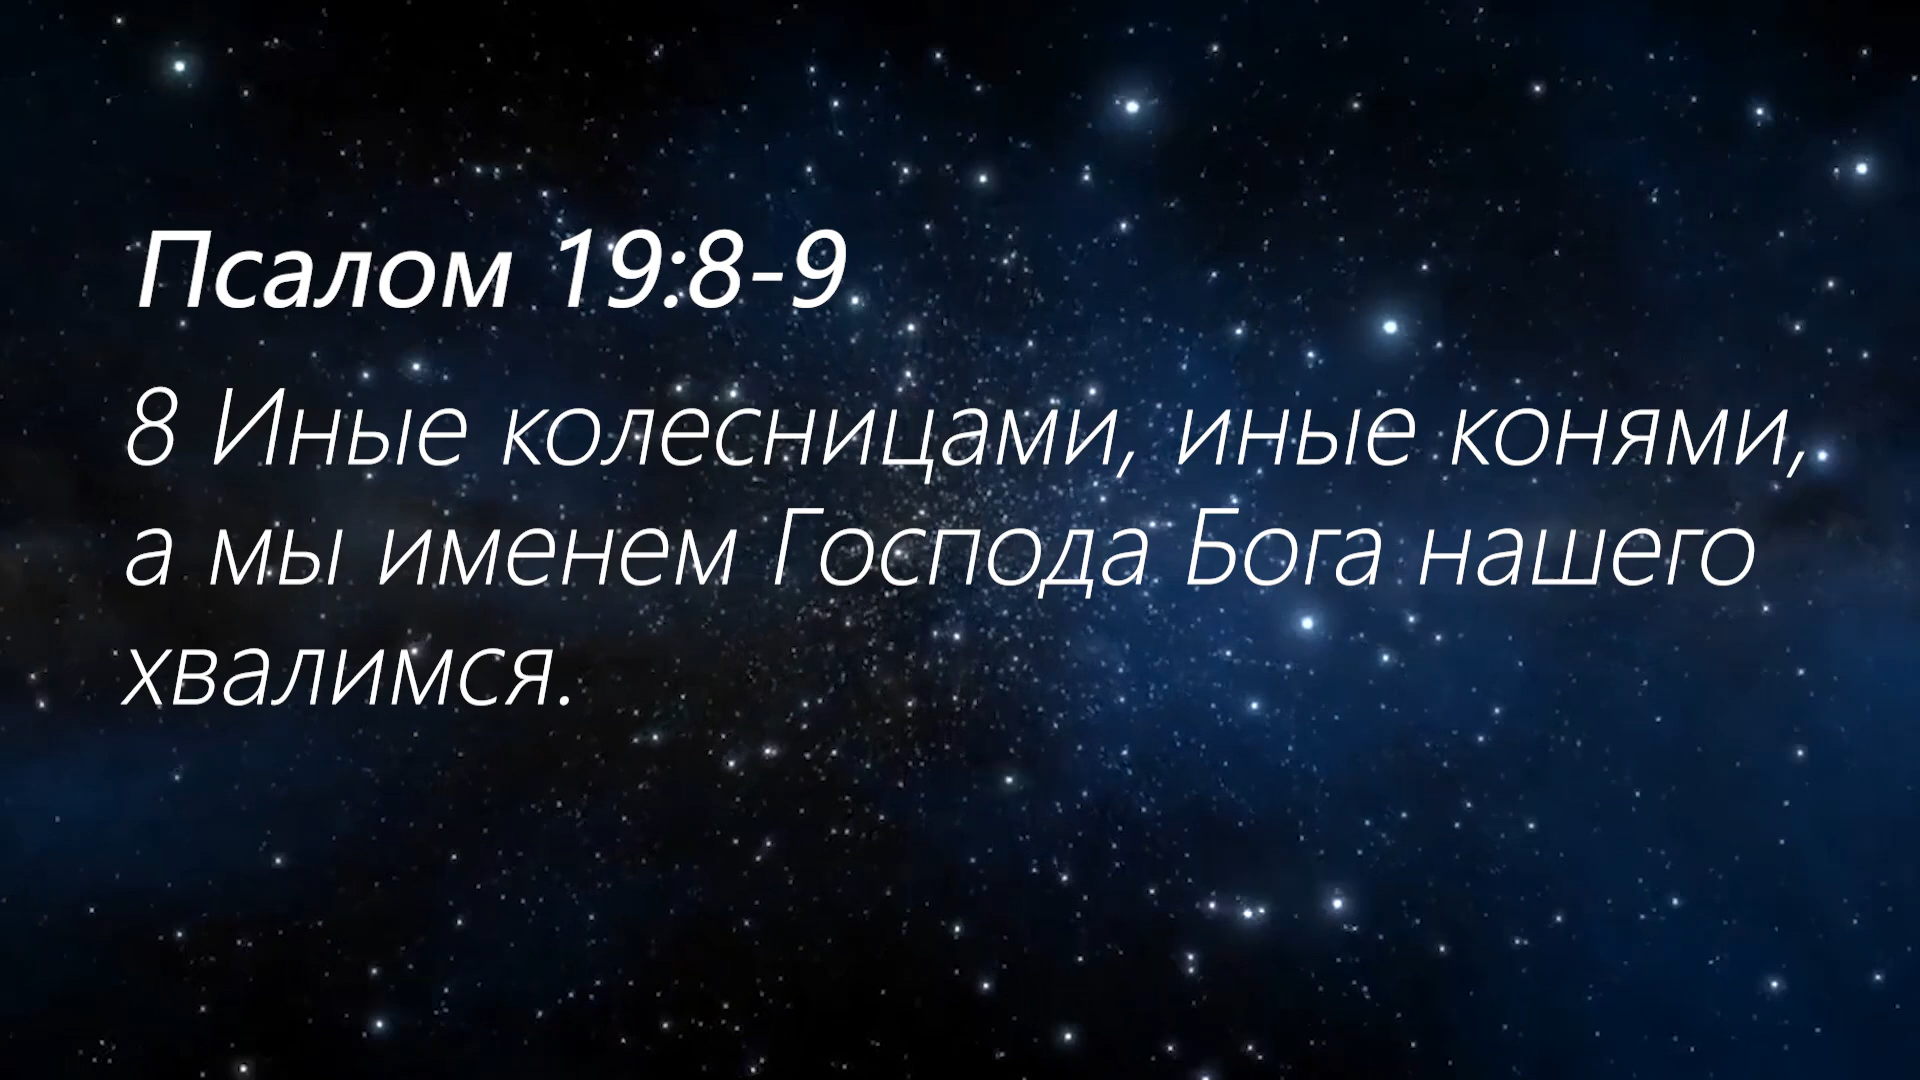 Псалом 19:8-9
8 Иные колесницами, иные конями,
а мы именем Господа Бога нашего
хвалимся.